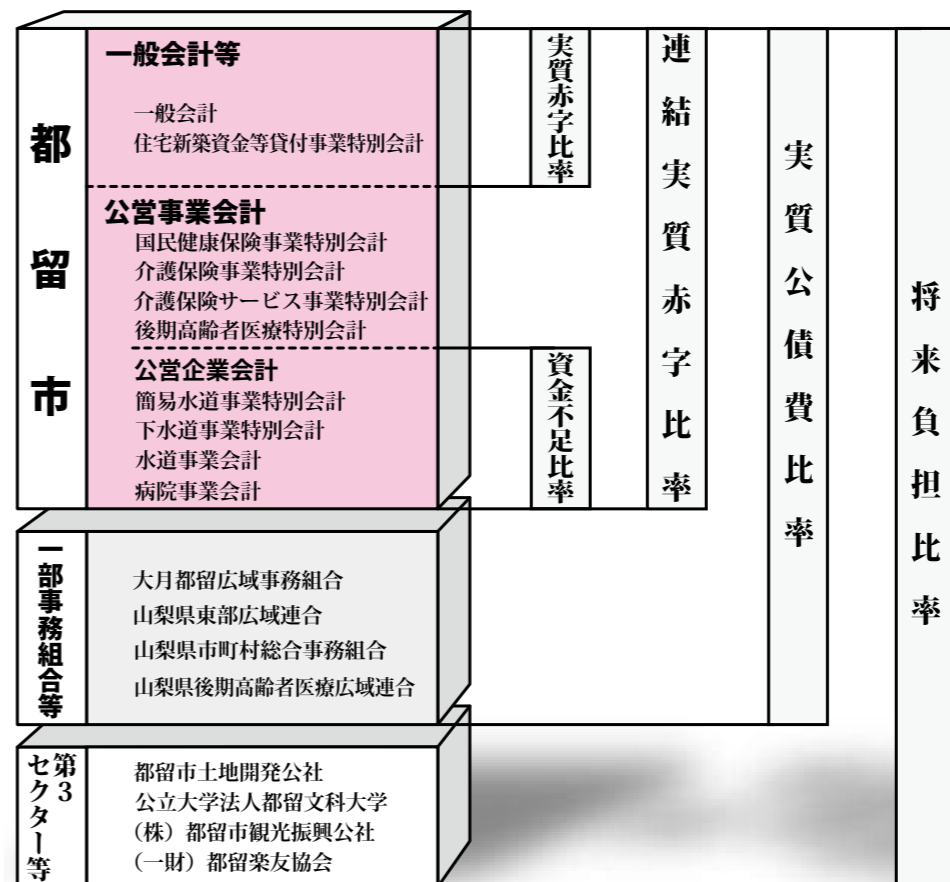 都留市
一般会計等
一般会計
住宅新築資金等貸付事業特別会計
公営事業会計
国民健康保険事業特別会計
介護保険事業特別会計
介護保険サービス事業特別会計
後期高齢者医療特別会計
公営企業会計
簡易水道事業特別会計
下水道事業特別会計
水道事業会計
病院事業会計
実質赤字比率
資金不足比率
連結実質赤字比率
実質公債費比率
将来負担比率
一部事務組合等
大月都留広域事務組合
山梨県東部広域連合
山梨県市町村総合事務組合
山梨県後期高齢者医療広域連合
第3
セクター等
都留市土地開発公社
公立大学法人都留文科大学
（株）都留市観光振興公社
（一財）都留楽友協会